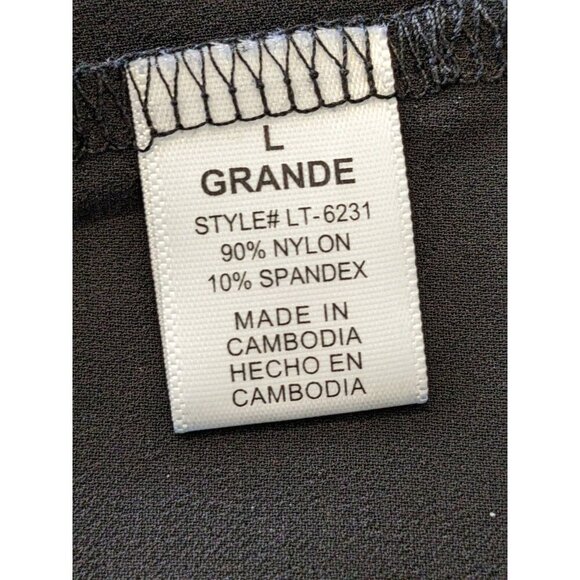 L
GRANDE
STYLE# LT-6231
90% NYLON
10% SPANDEX
MADE IN
CAMBODIA
HECHO EN
CAMBODIA